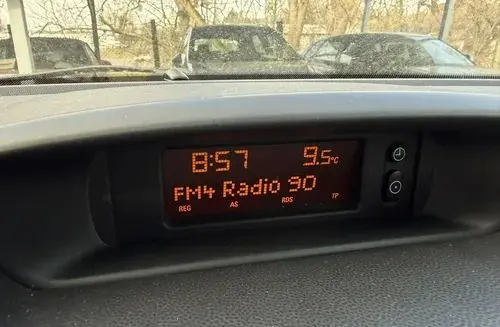 8:57 9.5°C
FM4 Radio 90
REG AS RDS TP